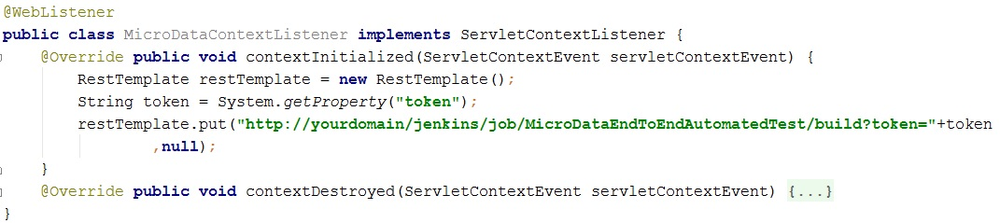 @WebListener
public class MicroDataContextListener implements ServletContextListener {
@Override public void contextInitialized(ServletContextEvent servletContextEvent) {
RestTemplate restTemplate = new RestTemplate();
String token = System.getProperty("token");
restTemplate.put("http://yourdomain/jenkins/job/MicroDataEndToEndAutomatedTest/build?token="+token
,null);
}
@Override public void contextDestroyed(ServletContextEvent servletContextEvent) {...}
}